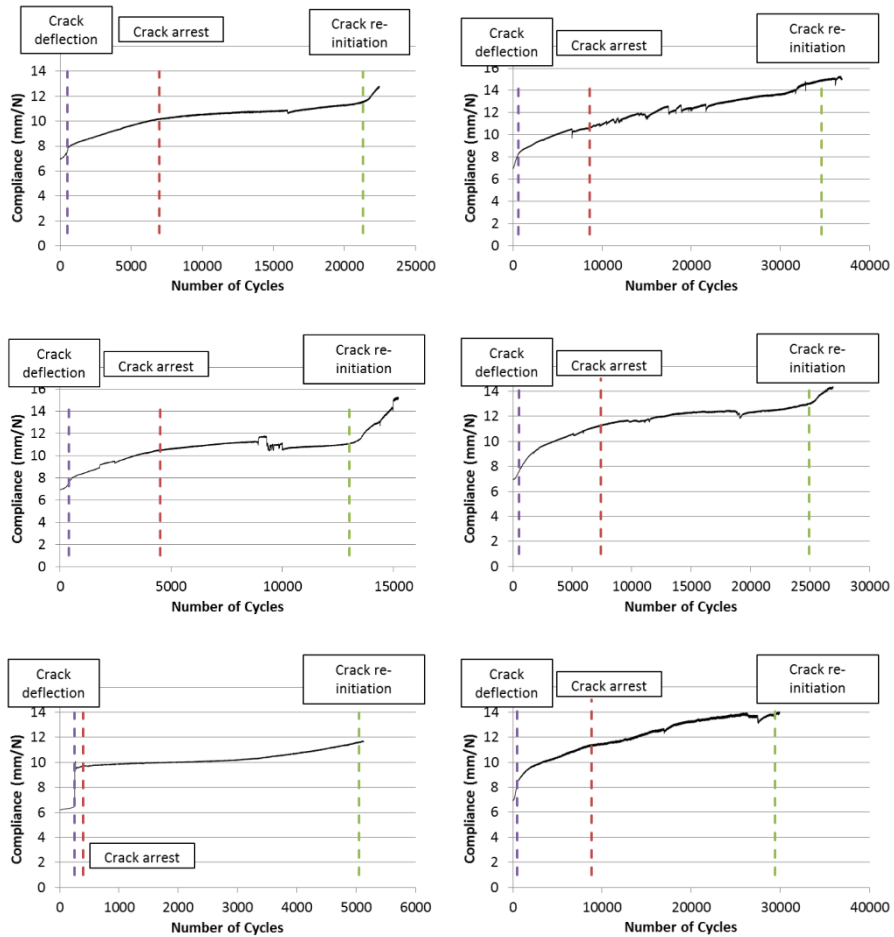 Crack deflection
Crack arrest
Crack re-initiation
14
12
10
8
6
4
2
0
Compliance (mm/N)
0 5000 10000 15000 20000 25000
Number of Cycles
Crack deflection
Crack arrest
Crack re-initiation
16
14
12
10
8
6
4
2
0
Compliance (mm/N)
0 10000 20000 30000 40000
Number of Cycles
Crack deflection
Crack arrest
Crack re-initiation
16
14
12
10
8
6
4
2
0
Compliance (mm/N)
0 5000 10000 15000
Number of Cycles
Crack deflection
Crack arrest
Crack re-initiation
14
12
10
8
6
4
2
0
Compliance (mm/N)
0 5000 10000 15000 20000 25000 30000
Number of Cycles
Crack deflection
Crack re-initiation
14
12
10
8
6
4
2
0
Compliance (mm/N)
Crack arrest
0 1000 2000 3000 4000 5000 6000
Number of Cycles
Crack deflection
Crack arrest
Crack re-initiation
14
12
10
8
6
4
2
0
Compliance (mm/N)
0 10000 20000 30000 40000
Number of Cycles